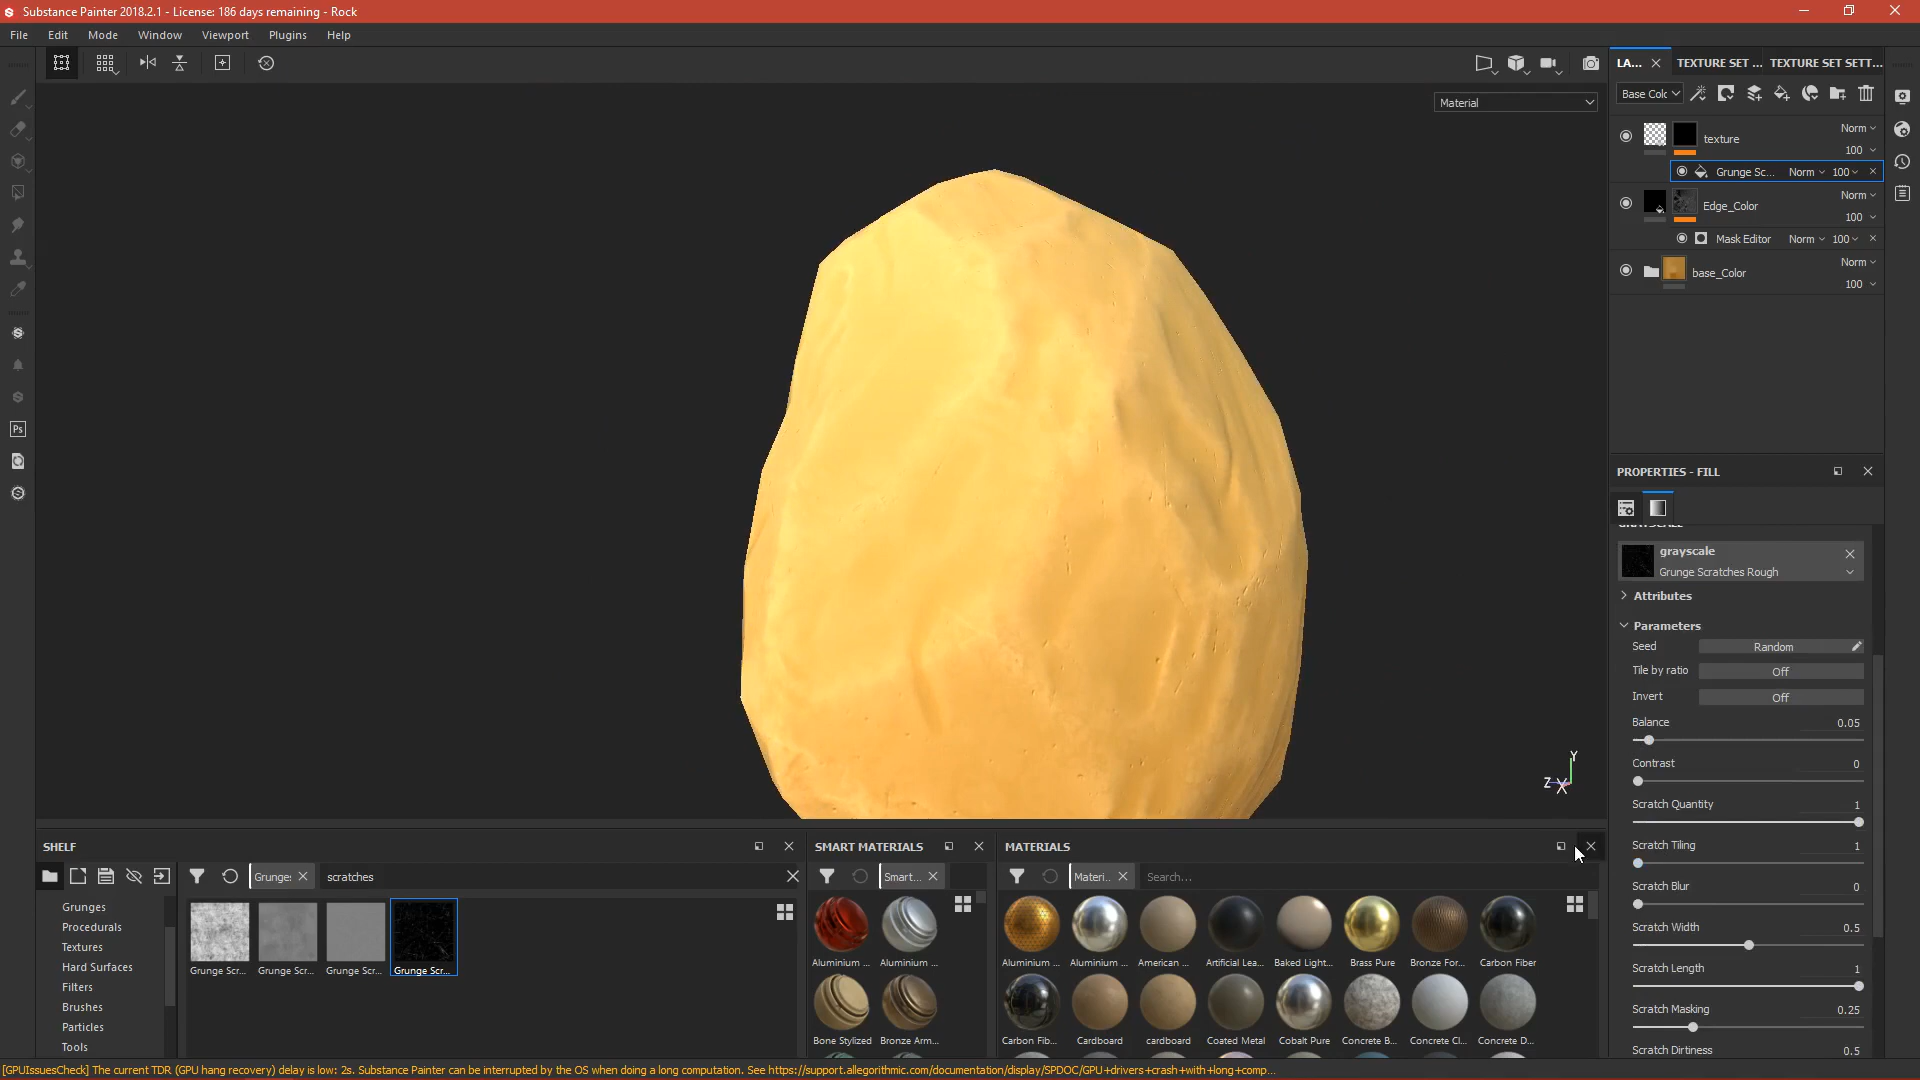 Substance Painter 2018.2.1 - License: 186 days remaining - Rock
File Edit Mode Window Viewport Plugins Help
LA... TEXTURE SET ... TEXTURE SET SETT...
Base Colc
Material
texture Norm
100
Grunge Sc... Norm 100
Edge_Color Norm
100
Mask Editor Norm 100
base_Color Norm
100
Ps
PROPERTIES - FILL
GRAYSCALE
grayscale
Grunge Scratches Rough
Attributes
Parameters
Seed Random
Tile by ratio Off
Invert Off
Balance 0.05
Contrast 0
Scratch Quantity 1
Scratch Tiling 1
Scratch Blur 0
Scratch Width 0.5
Scratch Length 1
Scratch Masking 0.25
Scratch Dirtiness 0.5
Y
Z X
SHELF
Grunge: scratches
Grunges
Procedurals
Textures
Hard Surfaces
Filters
Brushes
Particles
Tools
Grunge Scr... Grunge Scr... Grunge Scr... Grunge Scr...
SMART MATERIALS
Smart...
Aluminium ... Aluminium ...
Bone Stylized Bronze Arm...
MATERIALS
Materi.. Search...
Aluminium ... Aluminium ... American ... Artificial Lea... Baked Light... Brass Pure Bronze For... Carbon Fiber
Carbon Fib... Cardboard cardboard Coated Metal Cobalt Pure Concrete B... Concrete Cl... Concrete D...
[GPUIssuesCheck] The current TDR (GPU hang recovery) delay is low: 2s. Substance Painter can be interrupted by the OS when doing a long computation. See https://support.allegorithmic.com/documentation/display/SPDOC/GPU+drivers+crash+with+long+comp...